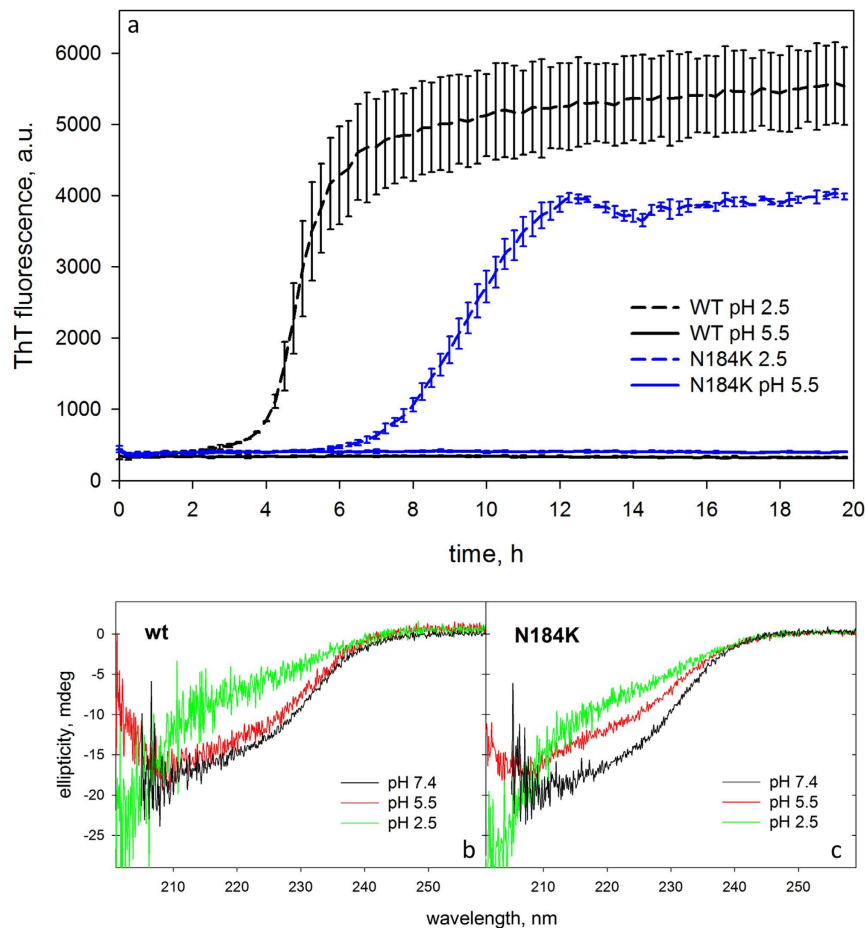 a
6000
5000
4000
3000
2000
1000
0
ThT fluorescence, a.u.
WT pH 2.5
WT pH 5.5
N184K 2.5
N184K pH 5.5
0 2 4 6 8 10 12 14 16 18 20
time, h
wt
N184K
0
-5
-10
-15
-20
-25
ellipticity, mdeg
pH 7.4
pH 5.5
pH 2.5
b
pH 7.4
pH 5.5
pH 2.5
c
210 220 230 240 250
210 220 230 240 250
wavelength, nm